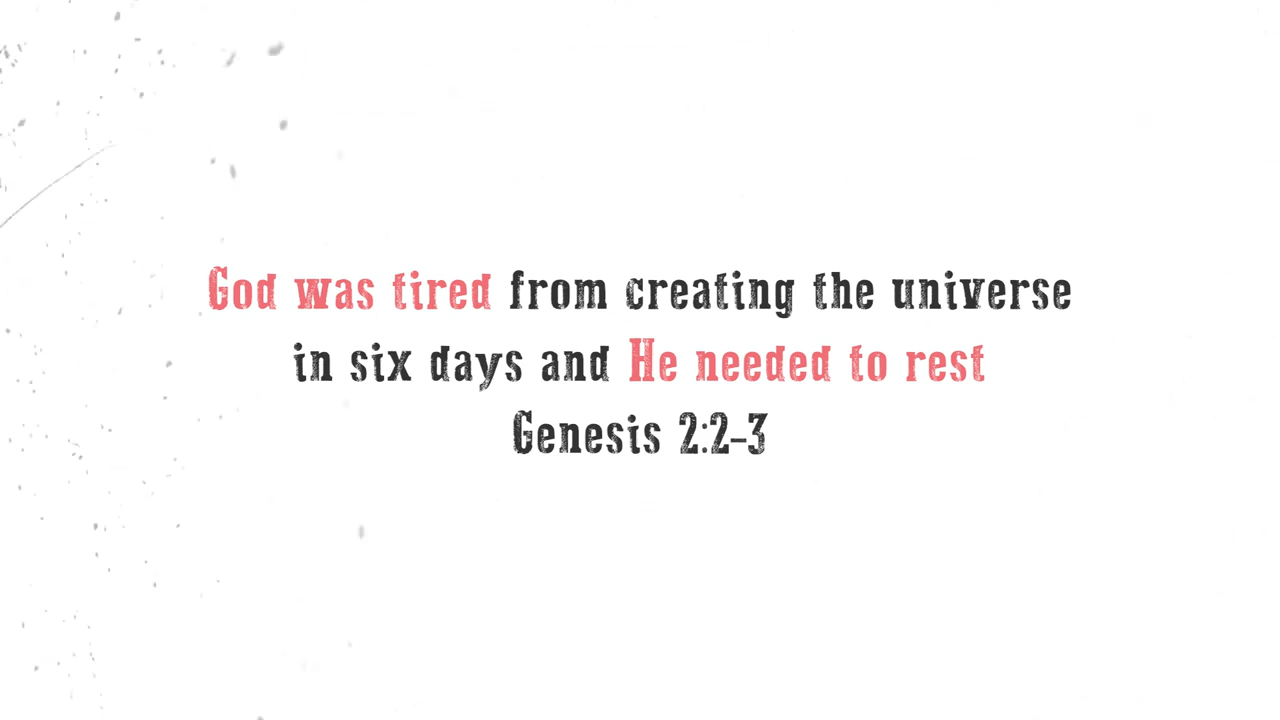 God was tired from creating the universe
in six days and He needed to rest
Genesis 2:2-3